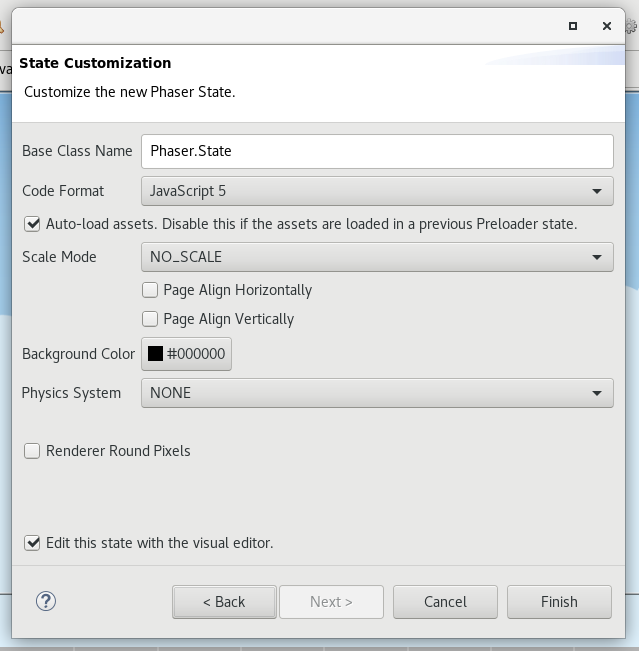 State Customization
Customize the new Phaser State.
va
Base Class Name Phaser.State
Code Format JavaScript 5
Auto-load assets. Disable this if the assets are loaded in a previous Preloader state.
Scale Mode NO_SCALE
Page Align Horizontally
Page Align Vertically
Background Color #000000
Physics System NONE
Renderer Round Pixels
Edit this state with the visual editor.
? < Back Next > Cancel Finish